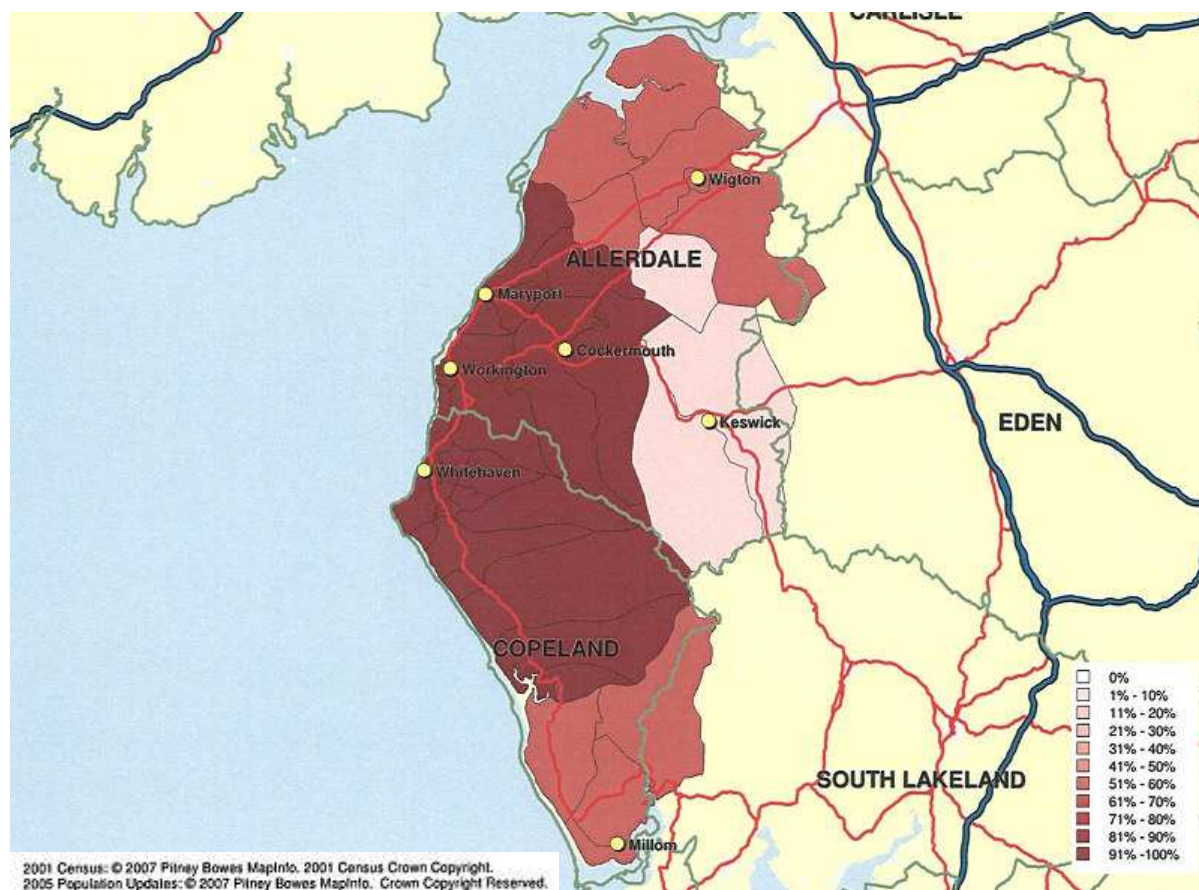 CARLISLE
Wigton
ALLERDALE
Maryport
Cockermouth
Workington
Keswick
EDEN
Whitehaven
COPELAND
SOUTH LAKELAND
Millom
0%
1% - 10%
11% - 20%
21% - 30%
31% - 40%
41% - 50%
51% - 60%
61% - 70%
71% - 80%
81% - 90%
91% -100%
2001 Census: © 2007 Pitney Bowes MapInfo. 2001 Census Crown Copyright.
2005 Population Updates: © 2007 Pitney Bowes MapInfo. Crown Copyright Reserved.